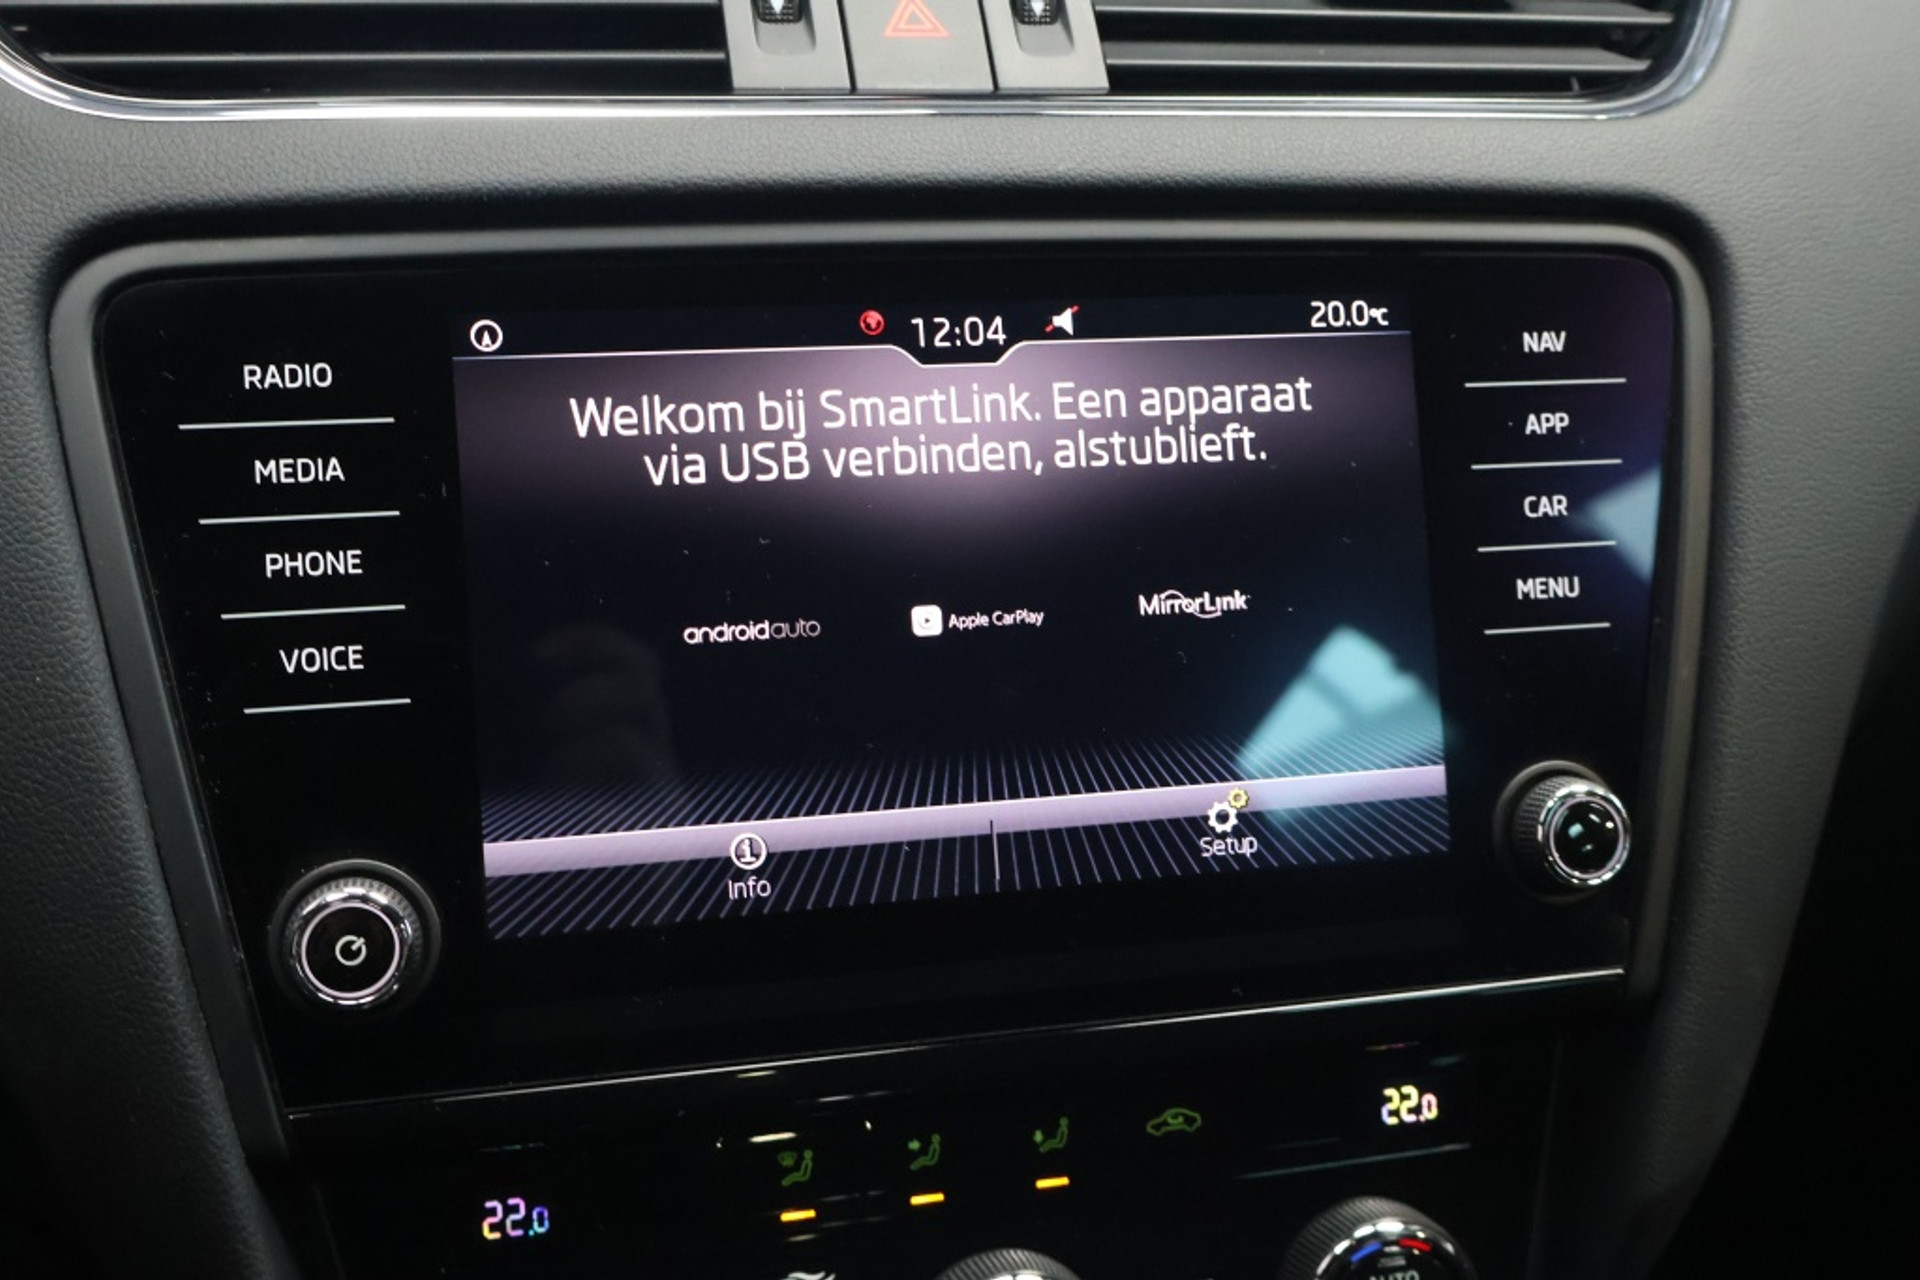 12:04
20.0°C
RADIO
MEDIA
PHONE
VOICE
Welkom bij SmartLink. Een apparaat
via USB verbinden, alstublieft.
androidauto
Apple CarPlay
MirrorLink
Info
Setup
NAV
APP
CAR
MENU
22.0
22.0
AUTO